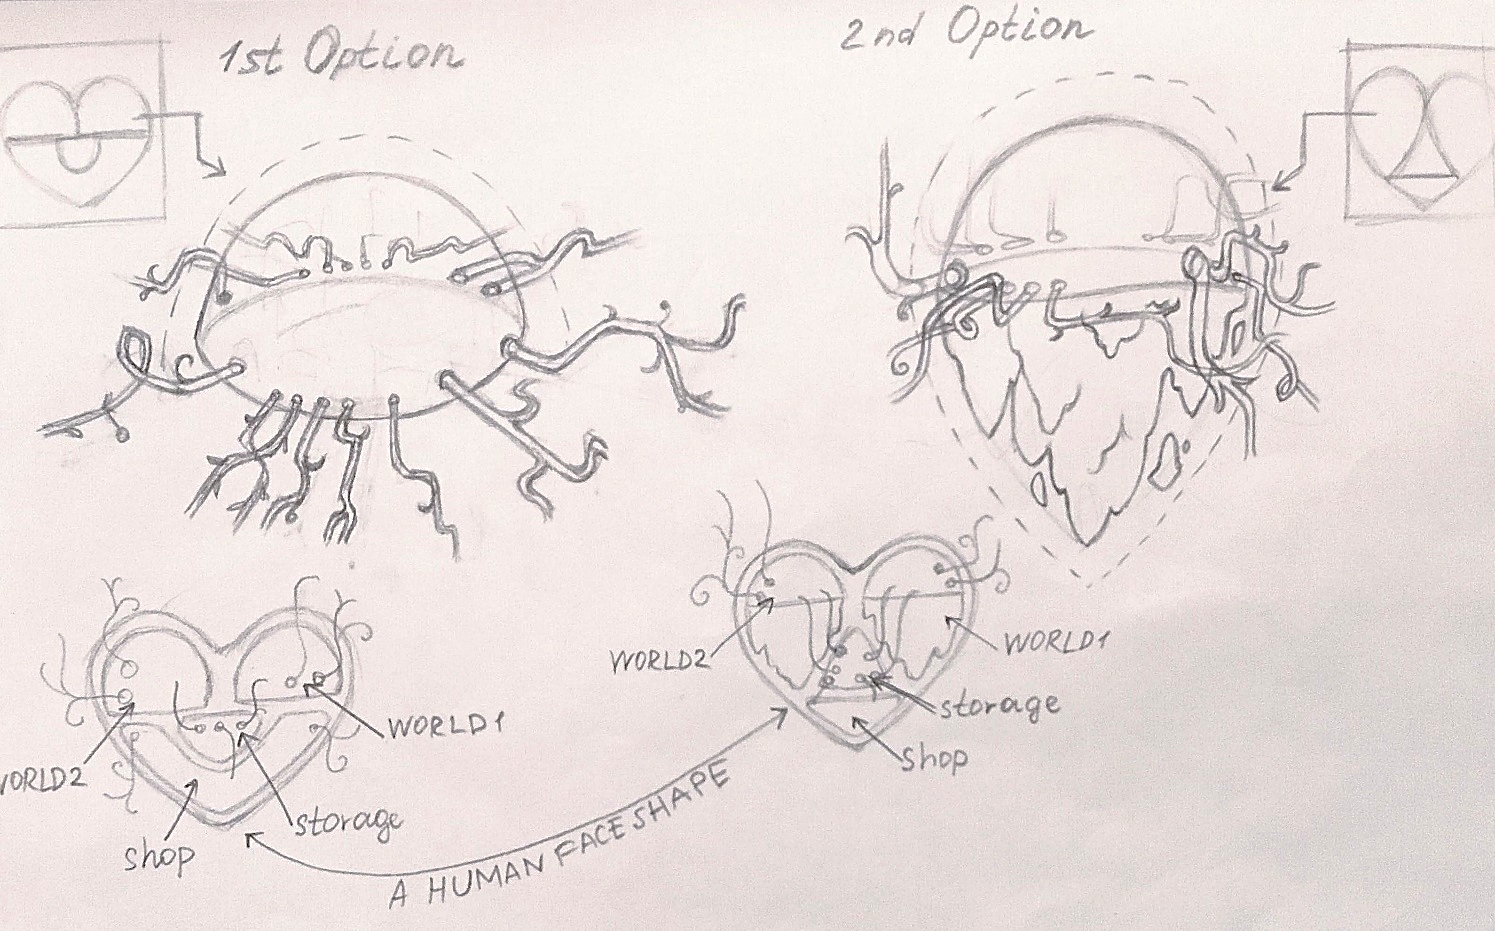 1st Option
2nd Option
WORLD2
WORLD1
storage
shop
WORLD2
WORLD1
storage
shop
A HUMAN FACE SHAPE